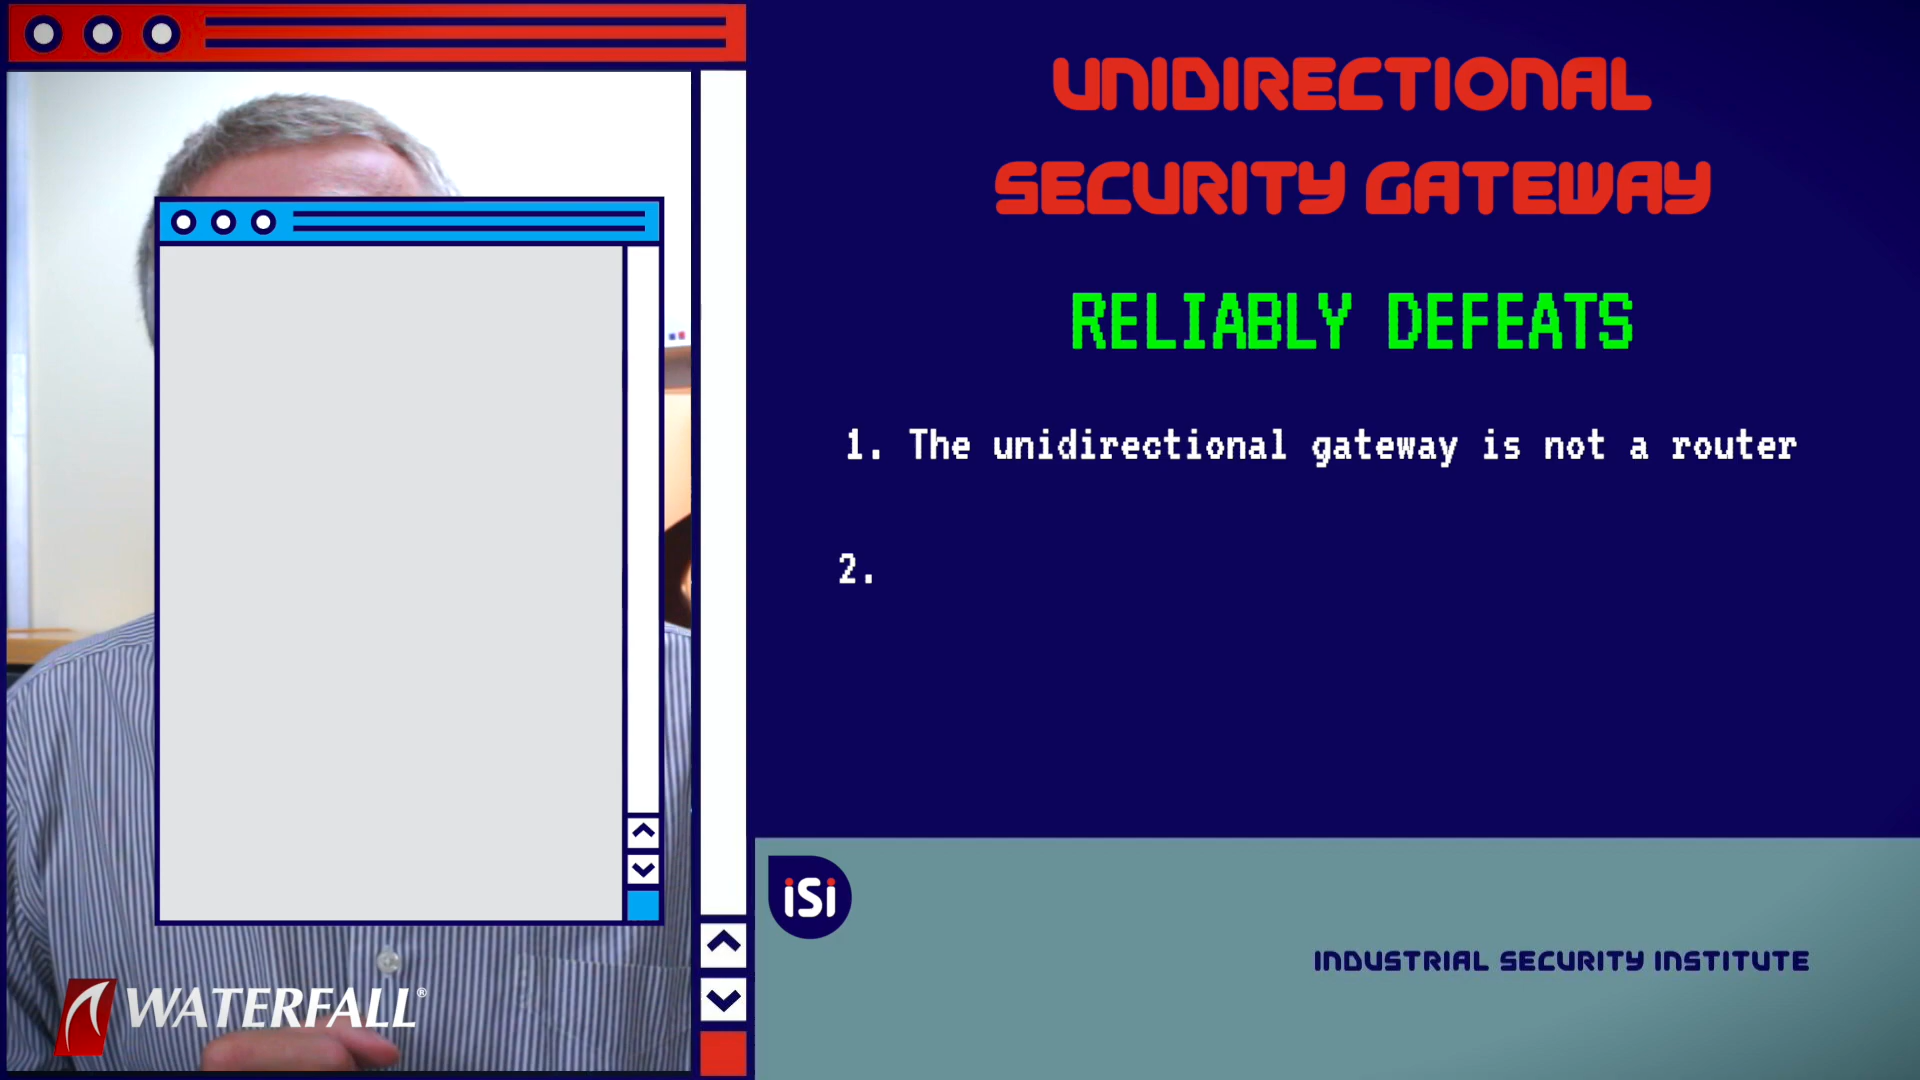 UNIDIRECTIONAL
SECURITY GATEWAY
RELIABLY DEFEATS
1. The unidirectional gateway is not a router
2.
iSi
INDUSTRIAL SECURITY INSTITUTE
WATERFALL®